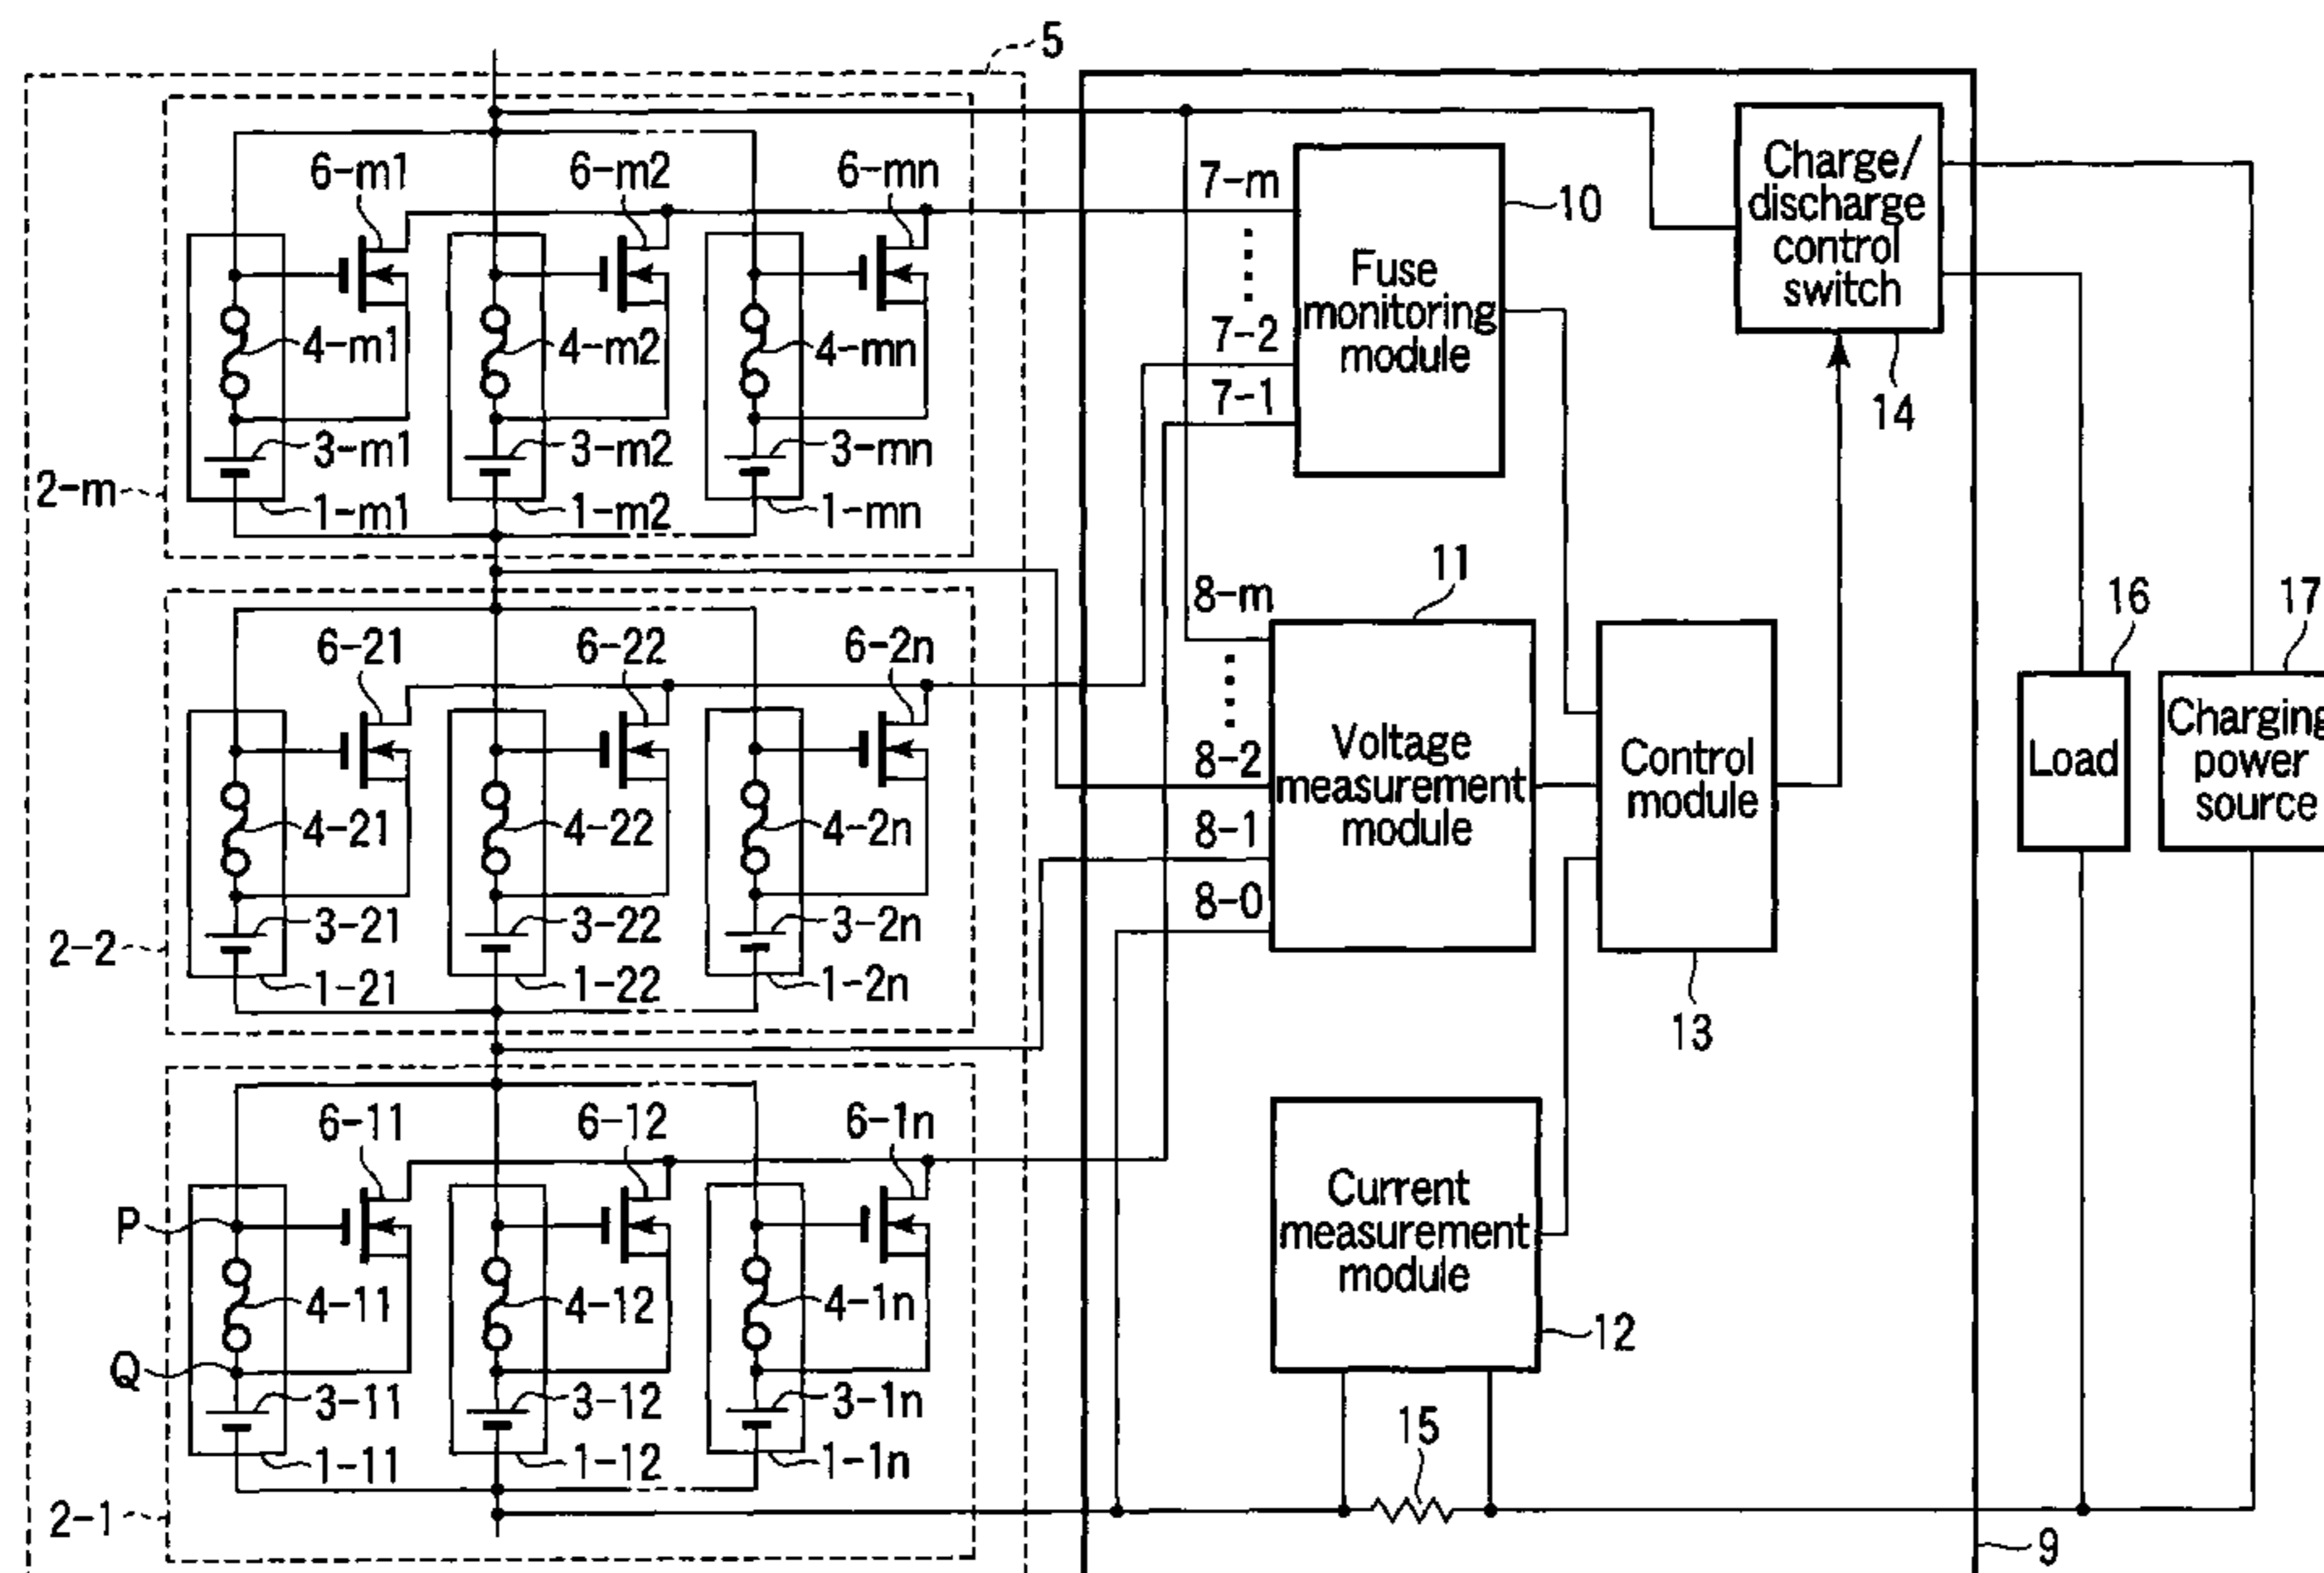 5
6-m1
6-m2
6-mn
7-m
10
Charge/
discharge
control
switch
Fuse
monitoring
module
4-m1
4-m2
4-mn
7-2
7-1
14
3-m1
3-m2
3-mn
2-m
1-m1
1-m2
1-mn
11
8-m
16
17
6-21
6-22
6-2n
Voltage
measurement
module
Control
module
Load
Charging
power
source
8-2
8-1
8-0
4-21
4-22
4-2n
3-21
3-22
3-2n
2-2
1-21
1-22
1-2n
13
6-11
6-12
6-1n
P
Current
measurement
module
4-11
4-12
4-1n
12
Q
3-11
3-12
3-1n
15
1-11
1-12
1-1n
2-1
9